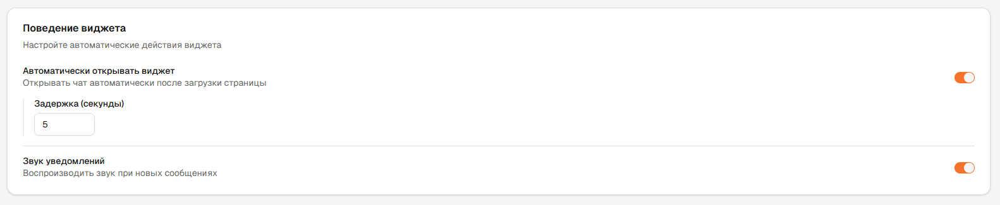 Поведение виджета
Настройте автоматические действия виджета
Автоматически открывать виджет
Открывать чат автоматически после загрузки страницы
Задержка (секунды)
5
Звук уведомлений
Воспроизводить звук при новых сообщениях